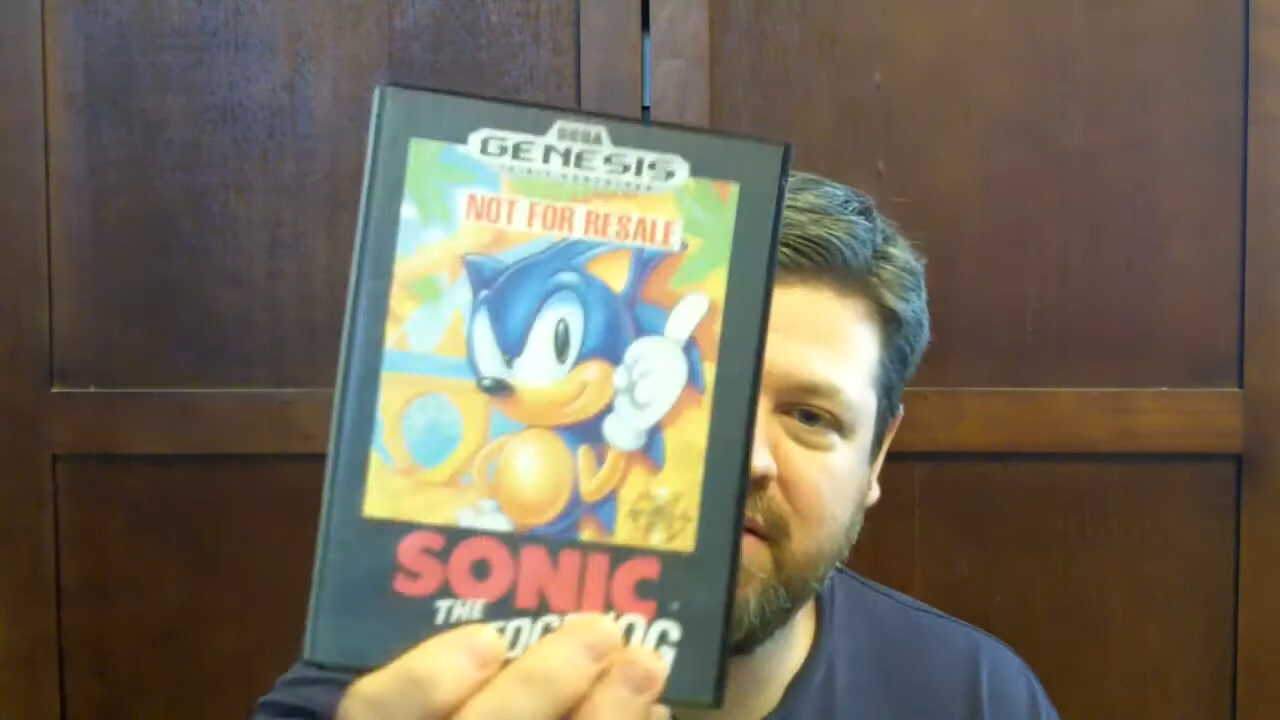 SEGA
GENESIS
NOT FOR RESALE
SONIC
THE